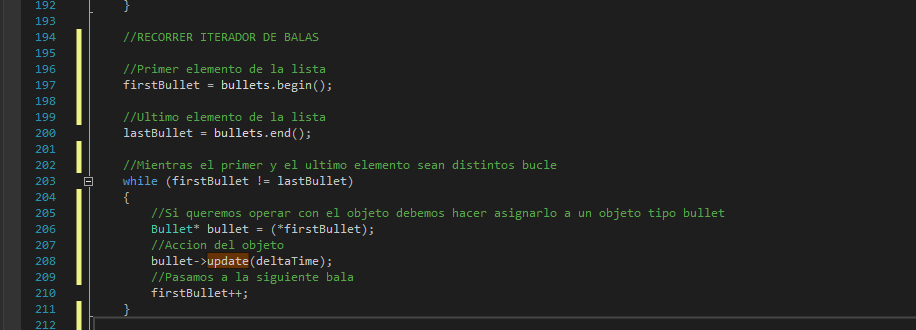 192 }
193
194 //RECORRER ITERADOR DE BALAS
195
196 //Primer elemento de la lista
197 firstBullet = bullets.begin();
198
199 //Ultimo elemento de la lista
200 lastBullet = bullets.end();
201
202 //Mientras el primer y el ultimo elemento sean distintos bucle
203 while (firstBullet != lastBullet)
204 {
205 //Si queremos operar con el objeto debemos hacer asignarlo a un objeto tipo bullet
206 Bullet* bullet = (*firstBullet);
207 //Accion del objeto
208 bullet->update(deltaTime);
209 //Pasamos a la siguiente bala
210 firstBullet++;
211 }
212